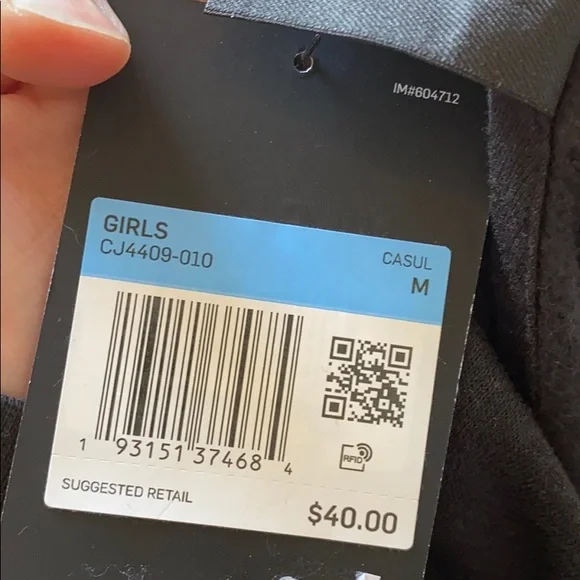 IM#604712
GIRLS
CJ4409-010
CASUL
M
1 93151 37468 4
RFID
SUGGESTED RETAIL
$40.00